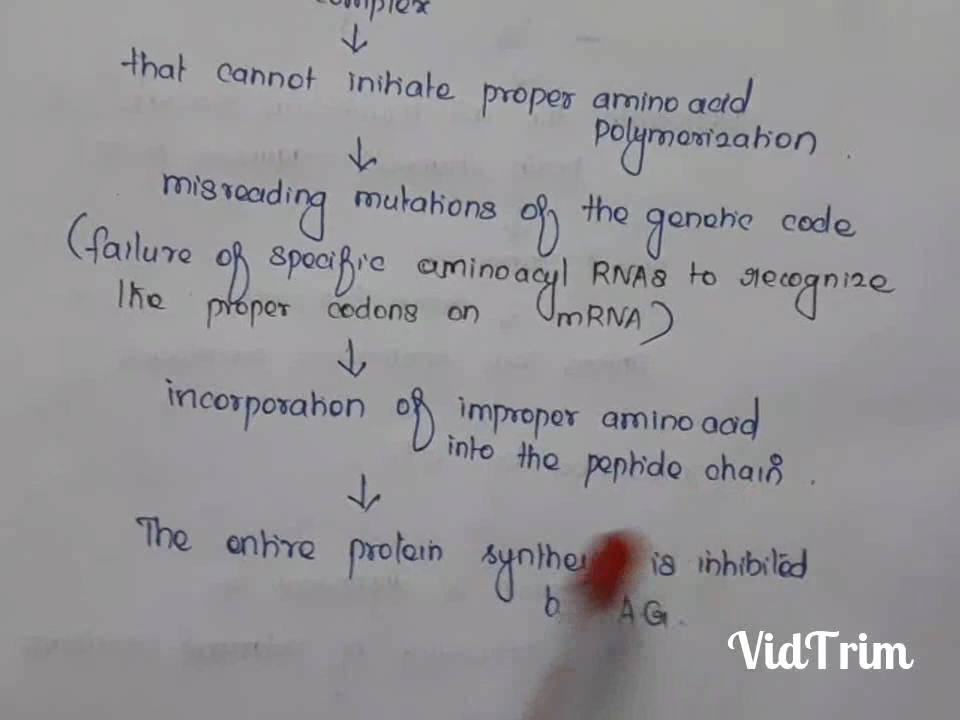 complex
↓
that cannot initiate proper amino acid
polymerization.
↓
misreading mutations of the genetic code
(failure of specific aminoacyl RNAs to recognize
the proper codons on mRNA)
↓
incorporation of improper amino acid
into the peptide chain.
↓
The entire protein is inhibited
AG.
VidTrim